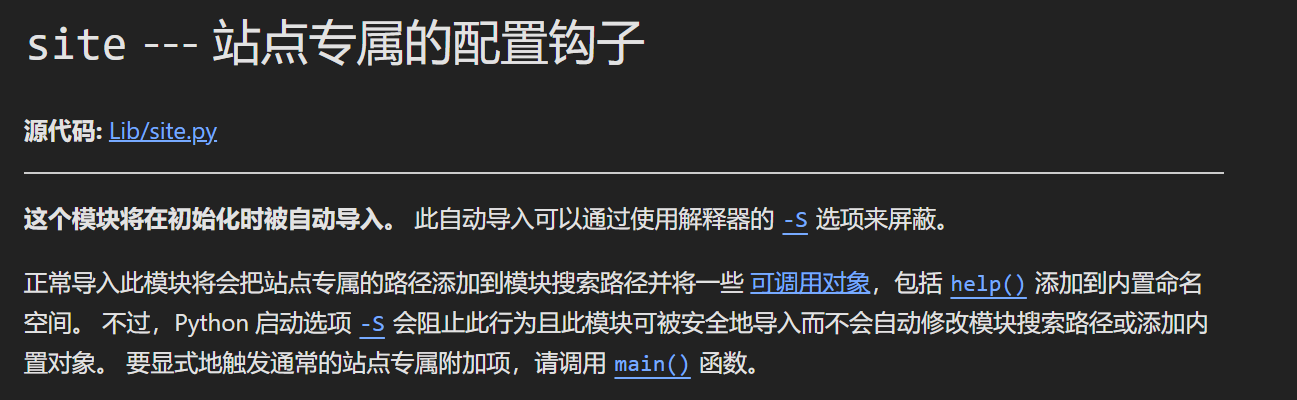 site --- 站点专属的配置钩子
源代码: Lib/site.py
这个模块将在初始化时被自动导入。 此自动导入可以通过使用解释器的 -S 选项来屏蔽。
正常导入此模块将会把站点专属的路径添加到模块搜索路径并将一些 可调用对象，包括 help() 添加到内置命名
空间。 不过，Python 启动选项 -S 会阻止此行为且此模块可被安全地导入而不会自动修改模块搜索路径或添加内
置对象。 要显式地触发通常的站点专属附加项，请调用 main() 函数。